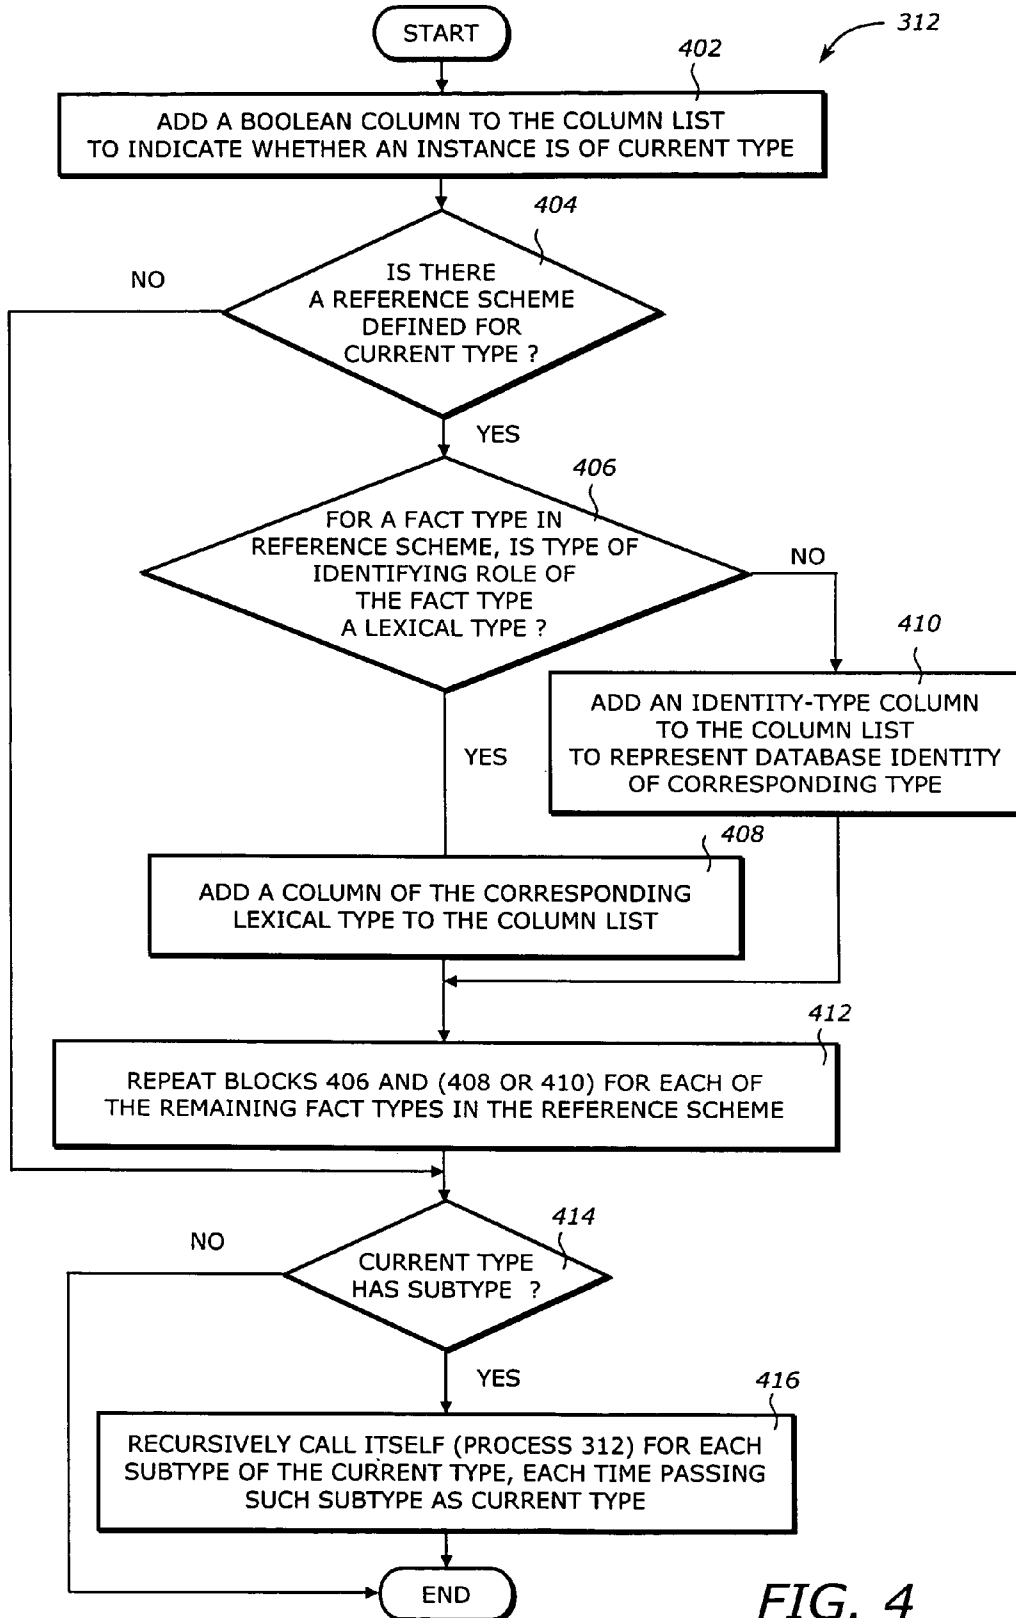 START
312
402
ADD A BOOLEAN COLUMN TO THE COLUMN LIST
TO INDICATE WHETHER AN INSTANCE IS OF CURRENT TYPE
404
NO
IS THERE
A REFERENCE SCHEME
DEFINED FOR
CURRENT TYPE ?
YES
406
FOR A FACT TYPE IN
REFERENCE SCHEME, IS TYPE OF
IDENTIFYING ROLE OF
THE FACT TYPE
A LEXICAL TYPE ?
NO
410
ADD AN IDENTITY-TYPE COLUMN
TO THE COLUMN LIST
TO REPRESENT DATABASE IDENTITY
OF CORRESPONDING TYPE
YES
408
ADD A COLUMN OF THE CORRESPONDING
LEXICAL TYPE TO THE COLUMN LIST
412
REPEAT BLOCKS 406 AND (408 OR 410) FOR EACH OF
THE REMAINING FACT TYPES IN THE REFERENCE SCHEME
414
NO
CURRENT TYPE
HAS SUBTYPE ?
YES
416
RECURSIVELY CALL ITSELF (PROCESS 312) FOR EACH
SUBTYPE OF THE CURRENT TYPE, EACH TIME PASSING
SUCH SUBTYPE AS CURRENT TYPE
END
FIG. 4